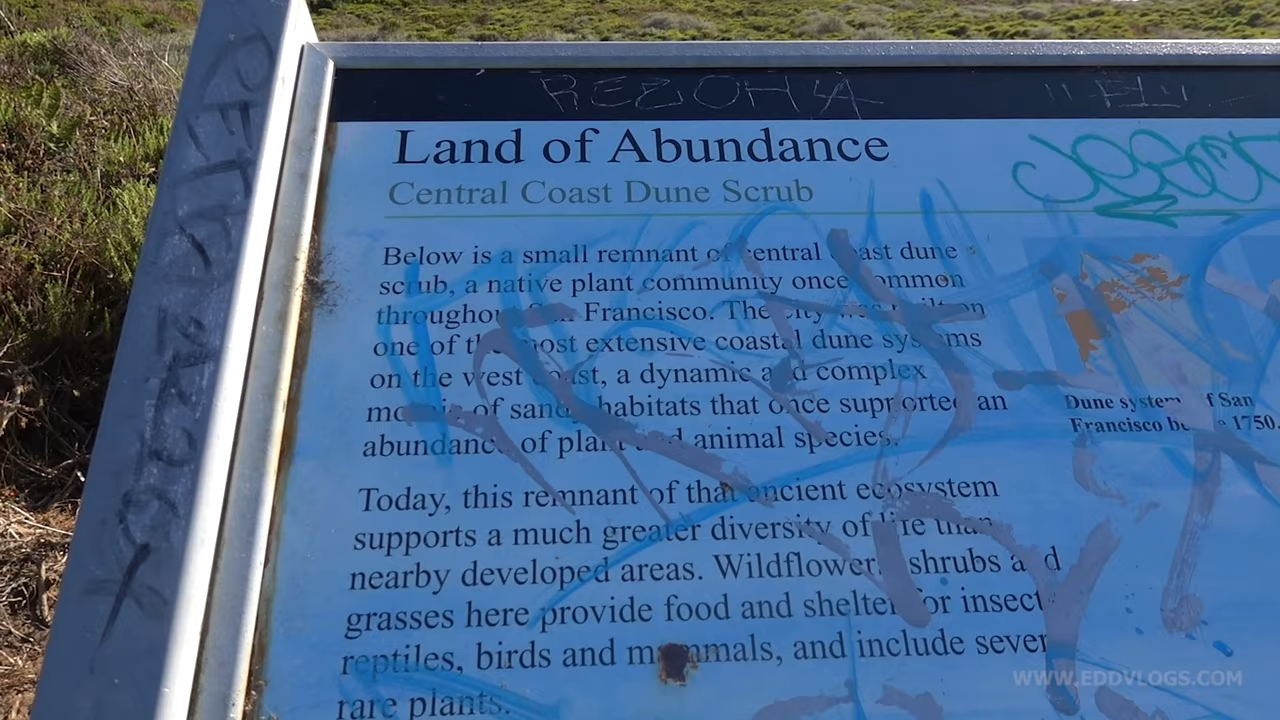 REZOHA
Land of Abundance
Central Coast Dune Scrub
Below is a small remnant of central coast dune
scrub, a native plant community once common
throughout San Francisco. The city was built on
one of the most extensive coastal dune systems
on the west coast, a dynamic and complex
mosaic of sandy habitats that once supported an
abundance of plant and animal species.
Today, this remnant of that ancient ecosystem
supports a much greater diversity of life than
nearby developed areas. Wildflowers, shrubs and
grasses here provide food and shelter for insects
reptiles, birds and mammals, and include sever
rare plants.
Dune system of San
Francisco before 1750.
WWW.EDDVLOGS.COM